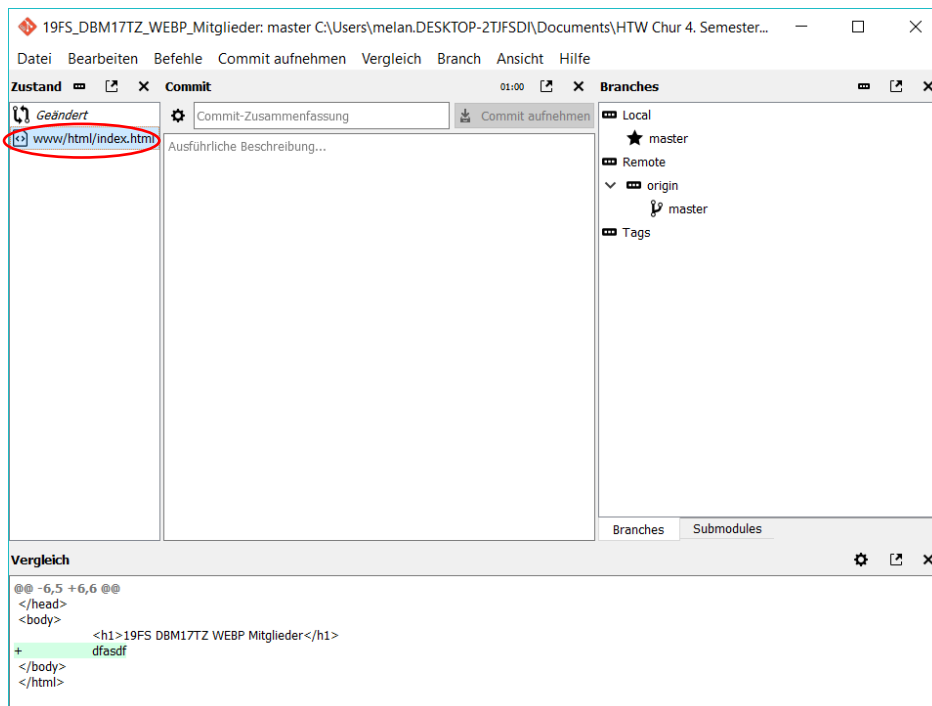 19FS_DBM17TZ_WEBP_Mitglieder: master C:\Users\melan.DESKTOP-2TJFSDI\Documents\HTW Chur 4. Semester...
Datei Bearbeiten Befehle Commit aufnehmen Vergleich Branch Ansicht Hilfe
Zustand
Geändert
www/html/index.html
Commit 01:00
Commit-Zusammenfassung Commit aufnehmen
Ausführliche Beschreibung...
Branches
Local
master
Remote
origin
master
Tags
Branches Submodules
Vergleich
@@ -6,5 +6,6 @@
</head>
<body>
<h1>19FS DBM17TZ WEBP Mitglieder</h1>
+ dfasdf
</body>
</html>